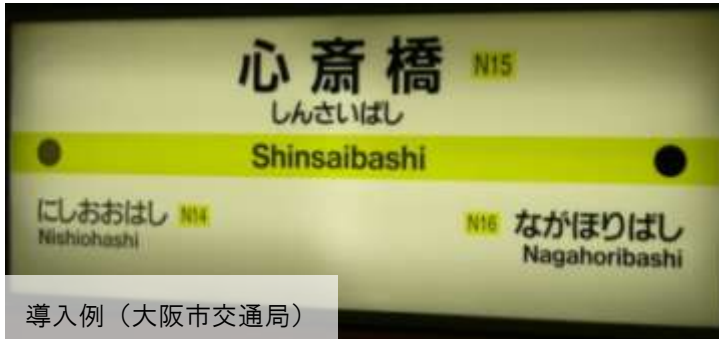 心斎橋 N15
しんさいばし
Shinsaibashi
にしおおはし N14
Nishiohashi
N16 ながほりばし
Nagahoribashi
導入例（大阪市交通局）